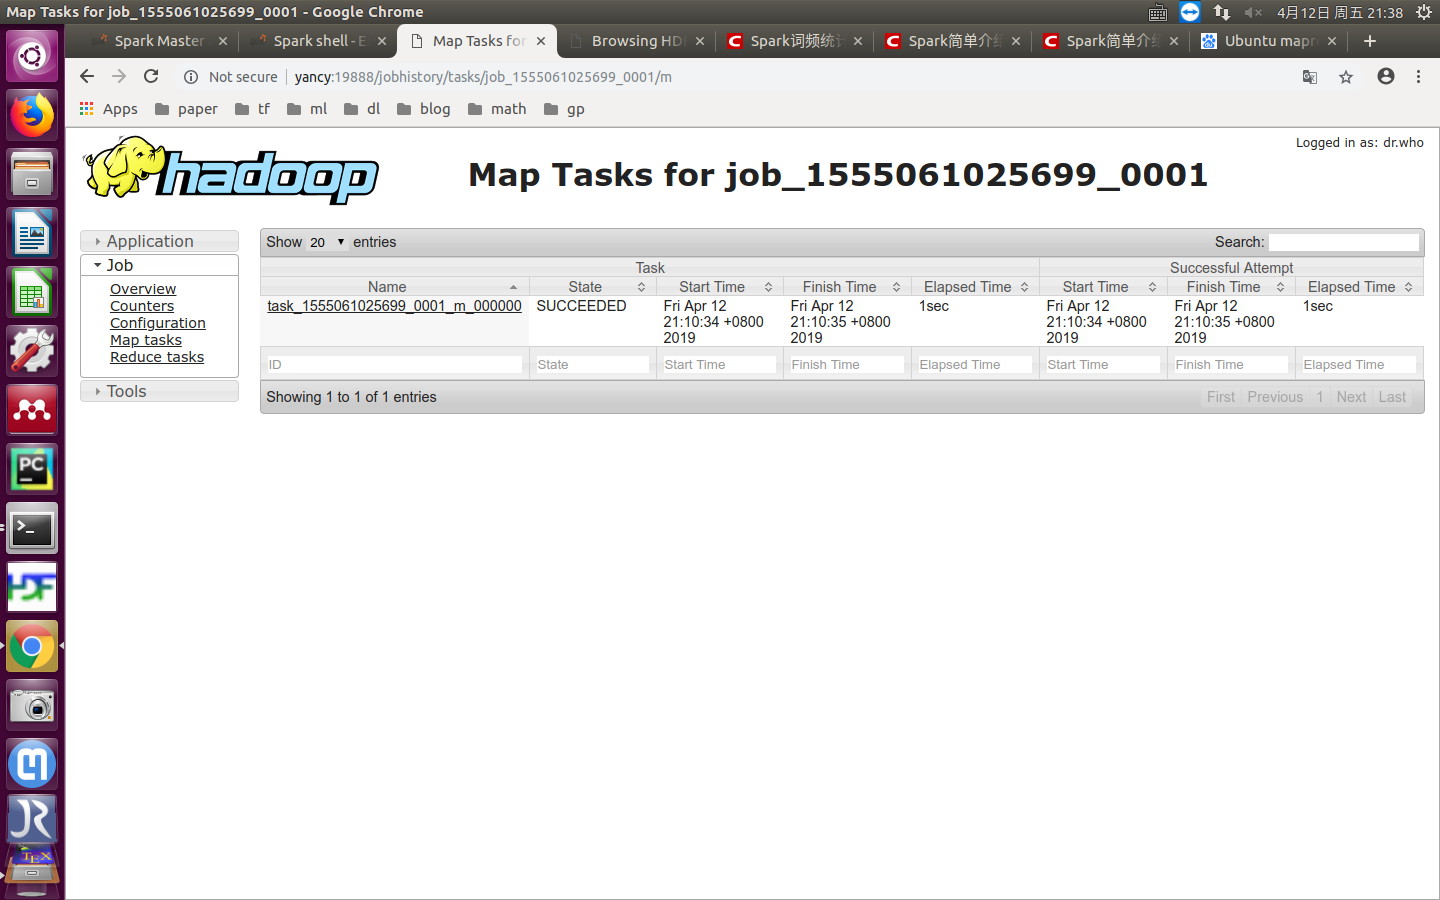 Map Tasks for job_1555061025699_0001 - Google Chrome
4月12日 周五 21:38
Spark Master
Spark shell - E
Map Tasks for
Browsing HD
Spark词频统计
Spark简单介绍
Spark简单介绍
Ubuntu mapr
Not secure
yancy:19888/jobhistory/tasks/job_1555061025699_0001/m
Apps
paper
tf
ml
dl
blog
math
gp
hadoop
Map Tasks for job_1555061025699_0001
Logged in as: dr.who
Application
Job
Overview
Counters
Configuration
Map tasks
Reduce tasks
Tools
Show 20 entries
Search:
Task
Successful Attempt
Name
State
Start Time
Finish Time
Elapsed Time
Start Time
Finish Time
Elapsed Time
task_1555061025699_0001_m_000000
SUCCEEDED
Fri Apr 12
21:10:34 +0800
2019
Fri Apr 12
21:10:35 +0800
2019
1sec
Fri Apr 12
21:10:34 +0800
2019
Fri Apr 12
21:10:35 +0800
2019
1sec
ID
State
Start Time
Finish Time
Elapsed Time
Start Time
Finish Time
Elapsed Time
Showing 1 to 1 of 1 entries
First
Previous
1
Next
Last
PC
HDF
JR
TEX